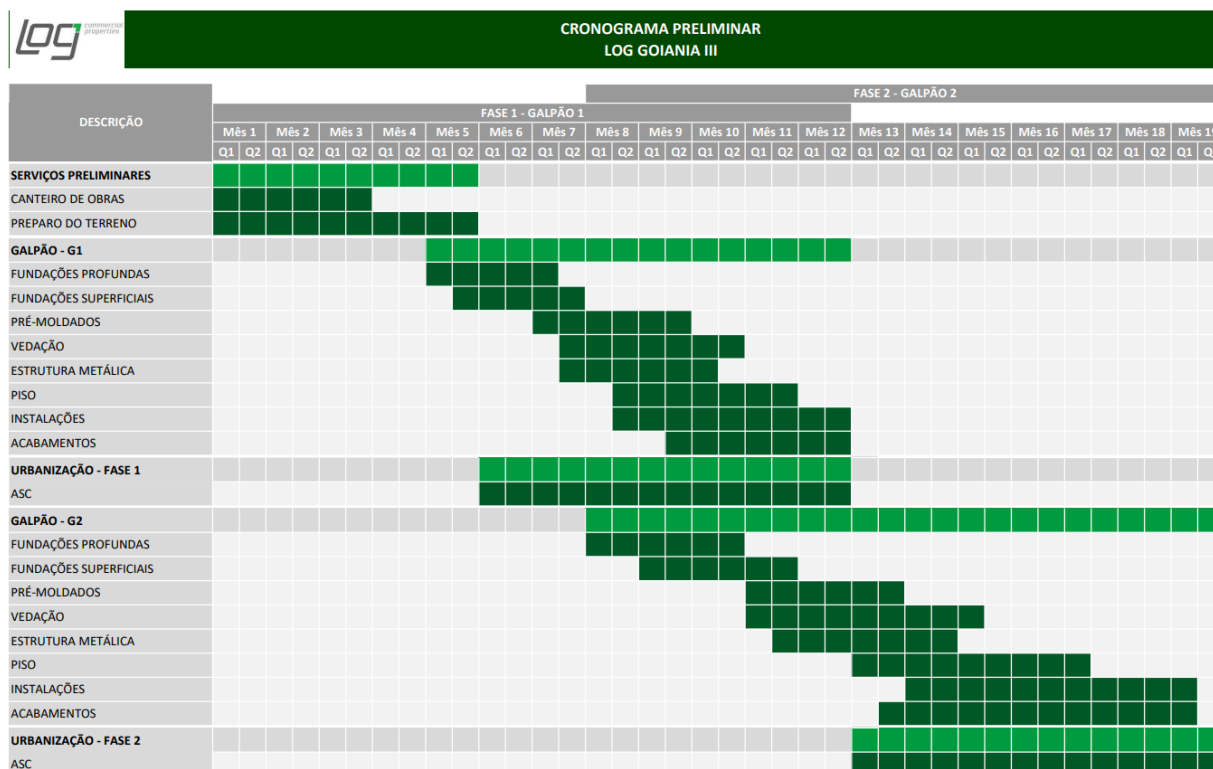 Log commercial properties
CRONOGRAMA PRELIMINAR
LOG GOIANIA III
FASE 2 - GALPÃO 2
DESCRIÇÃO
FASE 1 - GALPÃO 1
Mês 1 Mês 2 Mês 3 Mês 4 Mês 5 Mês 6 Mês 7 Mês 8 Mês 9 Mês 10 Mês 11 Mês 12 Mês 13 Mês 14 Mês 15 Mês 16 Mês 17 Mês 18 Mês 19
Q1 Q2 Q1 Q2 Q1 Q2 Q1 Q2 Q1 Q2 Q1 Q2 Q1 Q2 Q1 Q2 Q1 Q2 Q1 Q2 Q1 Q2 Q1 Q2 Q1 Q2 Q1 Q2 Q1 Q2 Q1 Q2 Q1 Q2 Q1 Q2 Q1
SERVIÇOS PRELIMINARES
CANTEIRO DE OBRAS
PREPARO DO TERRENO
GALPÃO - G1
FUNDAÇÕES PROFUNDAS
FUNDAÇÕES SUPERFICIAIS
PRÉ-MOLDADOS
VEDAÇÃO
ESTRUTURA METÁLICA
PISO
INSTALAÇÕES
ACABAMENTOS
URBANIZAÇÃO - FASE 1
ASC
GALPÃO - G2
FUNDAÇÕES PROFUNDAS
FUNDAÇÕES SUPERFICIAIS
PRÉ-MOLDADOS
VEDAÇÃO
ESTRUTURA METÁLICA
PISO
INSTALAÇÕES
ACABAMENTOS
URBANIZAÇÃO - FASE 2
ASC